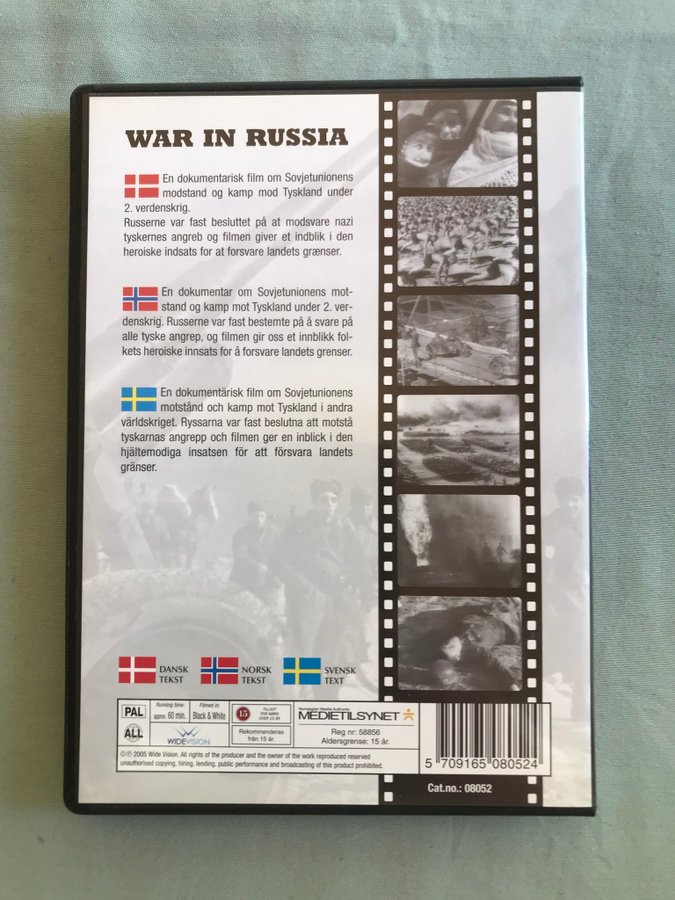 WAR IN RUSSIA
En dokumentarisk film om Sovjetunionens
modstand og kamp mod Tyskland under
2. verdenskrig.
Russerne var fast besluttet på at modsvare nazi
tyskernes angreb og filmen giver et indblik i den
heroiske indsats for at forsvare landets grænser.
En dokumentar om Sovjetunionens mot-
stand og kamp mot Tyskland under 2. ver-
denskrig. Russerne var fast bestemte på å svare på
alle tyske angrep, og filmen gir oss et innblikk fol-
kets heroiske innsats for å forsvare landets grenser.
En dokumentärisk film om Sovjetunionens
motstånd och kamp mot Tyskland i andra
världskriget. Ryssarna var fast beslutna att motstå
tyskarnas angrepp och filmen ger en inblick i den
hjältemodiga insatsen för att försvara landets
gränser.
DANSK
TEKST
NORSK
TEKST
SVENSK
TEXT
PAL
Running time:
approx. 60 min.
Filmed in:
Black & White
15
TILLADT
FOR BØRN
OVER 15 ÅR
Norwegian Media Authority
MEDIETILSYNET
ALL
WIDEVISION
Rekommenderas
från 15 år.
Reg nr: 58856
Aldersgrense: 15 år.
©℗ 2005 Wide Vision. All rights of the producer and the owner of the work reproduced reserved
unauthorised copying, hiring, lending, public performance and broadcasting of this product prohibited.
5 709165 080524
Cat.no.: 08052